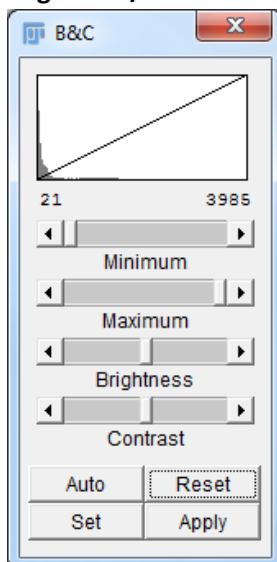 B&C
21 3985
Minimum
Maximum
Brightness
Contrast
Auto Reset
Set Apply